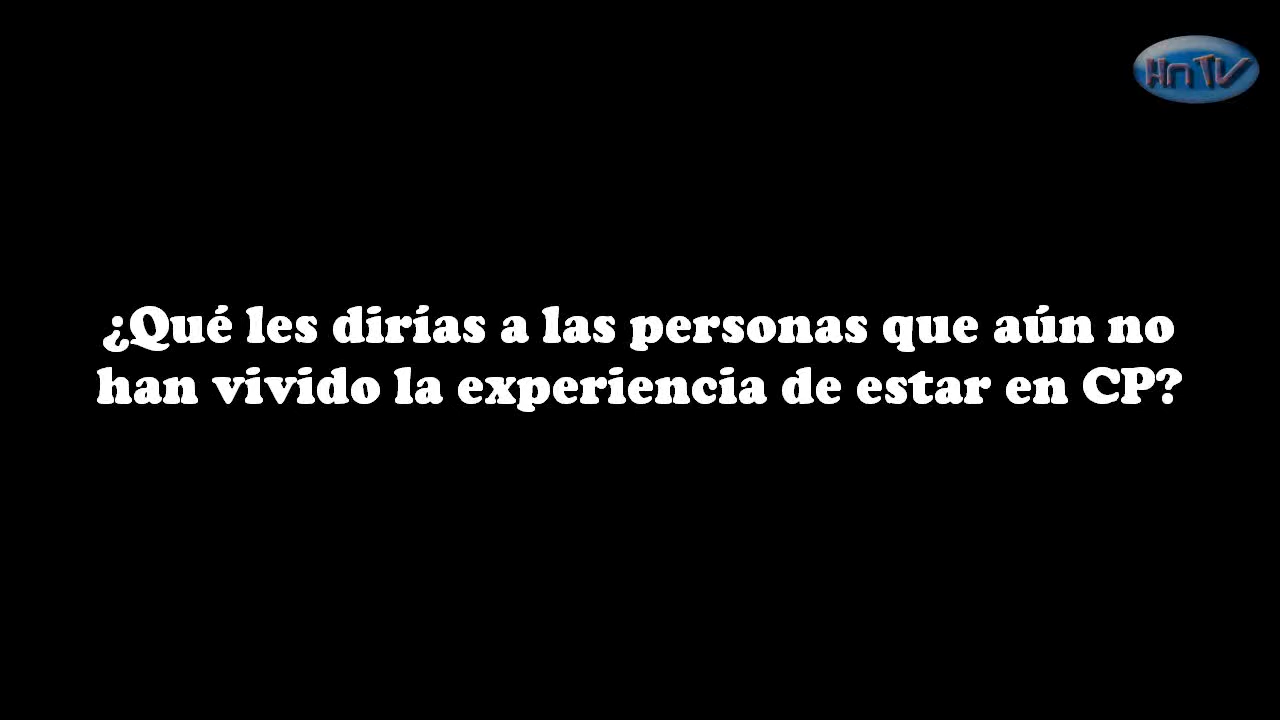 HnTV
¿Qué les dirías a las personas que aún no
han vivido la experiencia de estar en CP?